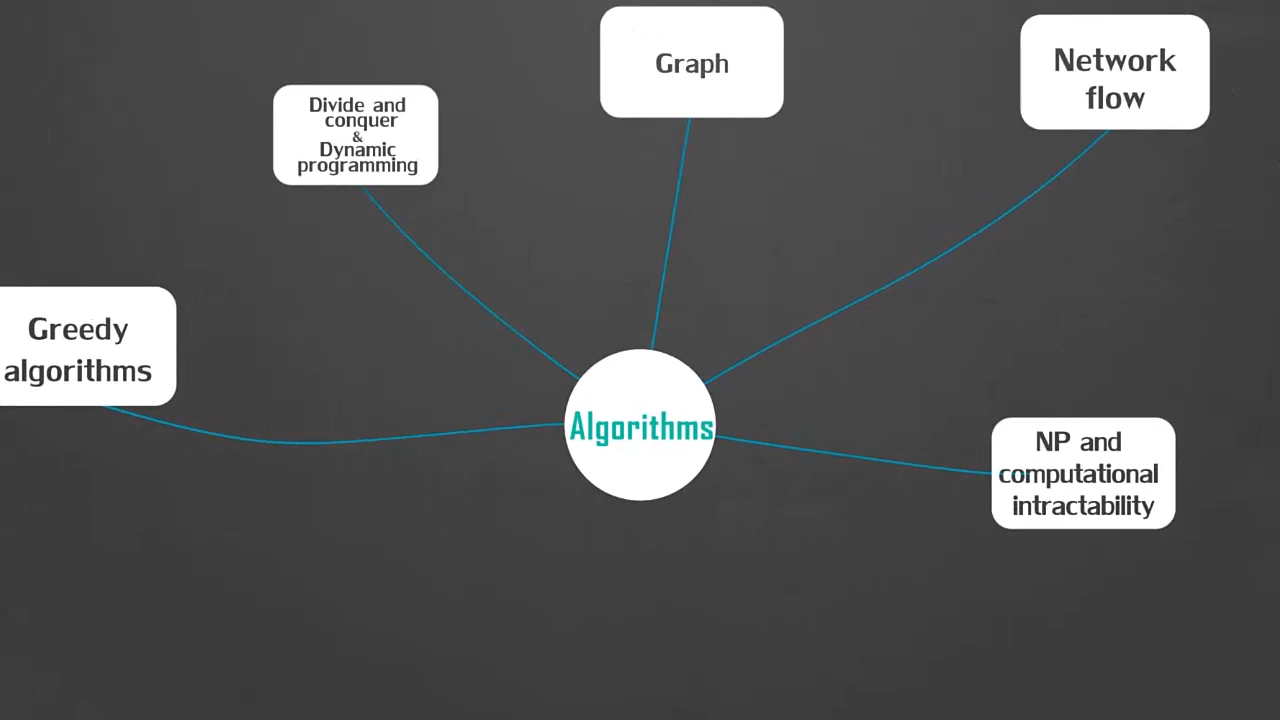 Graph
Network
flow
Divide and
conquer
&
Dynamic
programming
Greedy
algorithms
Algorithms
NP and
computational
intractability